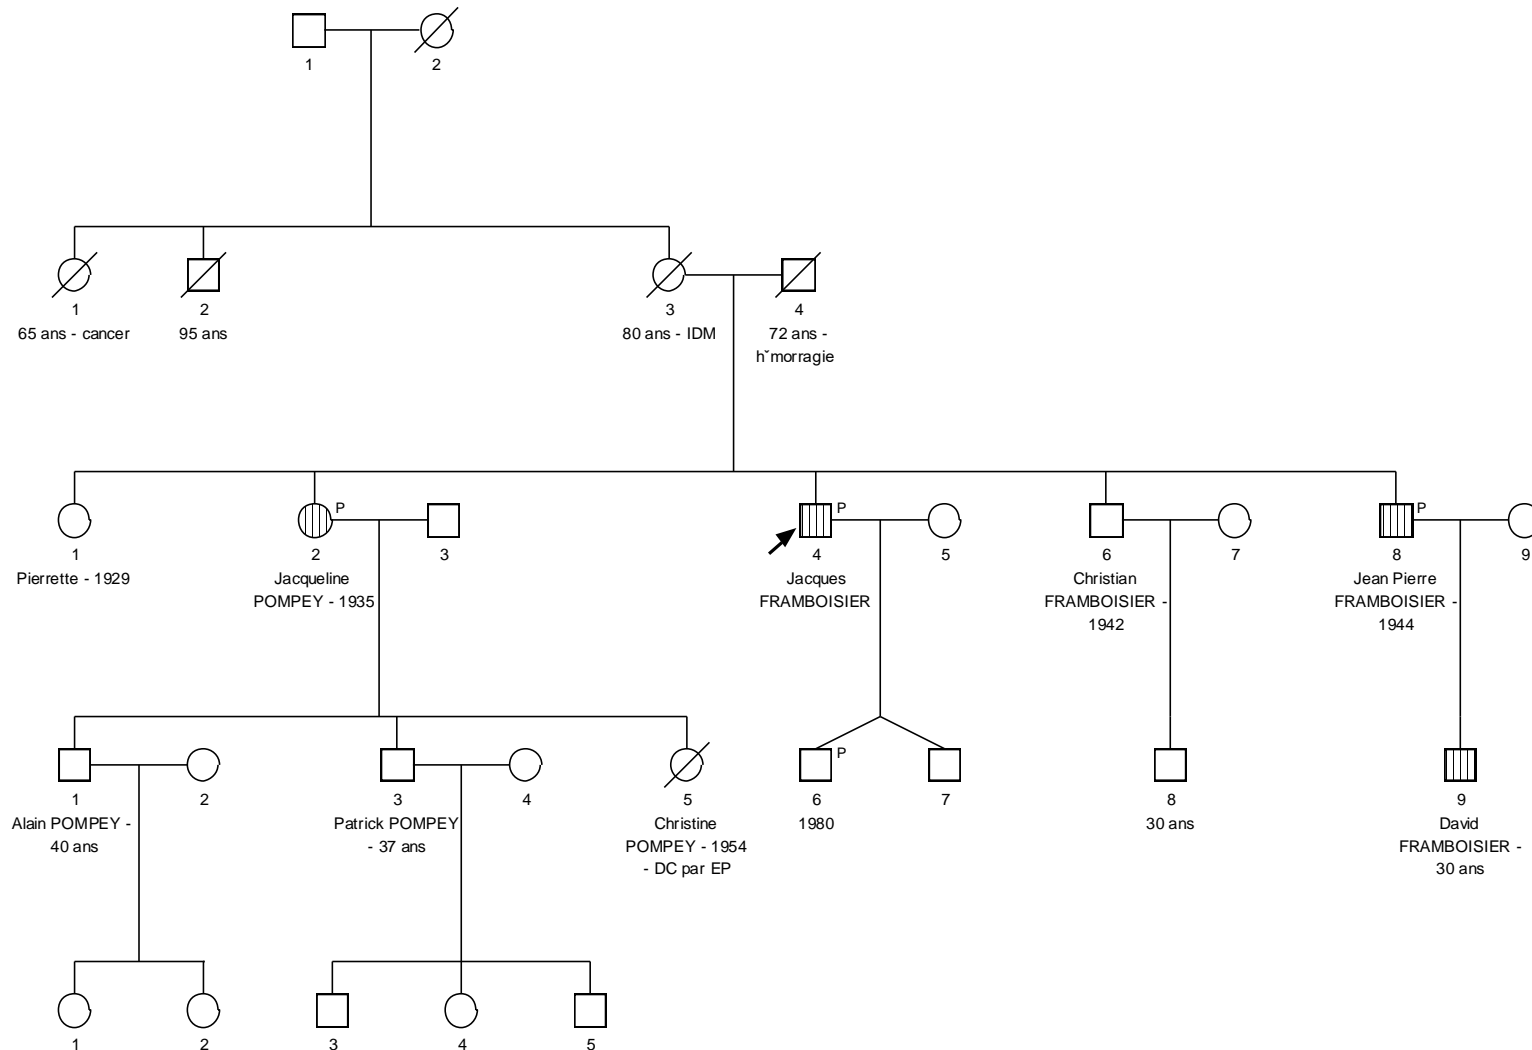 1 2
1 2 3 4
65 ans - cancer 95 ans 80 ans - IDM 72 ans -
hˇmorragie
P P P
1 2 3 4 5 6 7 8 9
Pierrette - 1929 Jacqueline Jacques Christian Jean Pierre
POMPEY - 1935 FRAMBOISIER FRAMBOISIER - FRAMBOISIER -
1942 1944
P
1 2 3 4 5 6 7 8 9
Alain POMPEY - Patrick POMPEY Christine 1980 30 ans David
40 ans - 37 ans POMPEY - 1954 FRAMBOISIER -
- DC par EP 30 ans
1 2 3 4 5